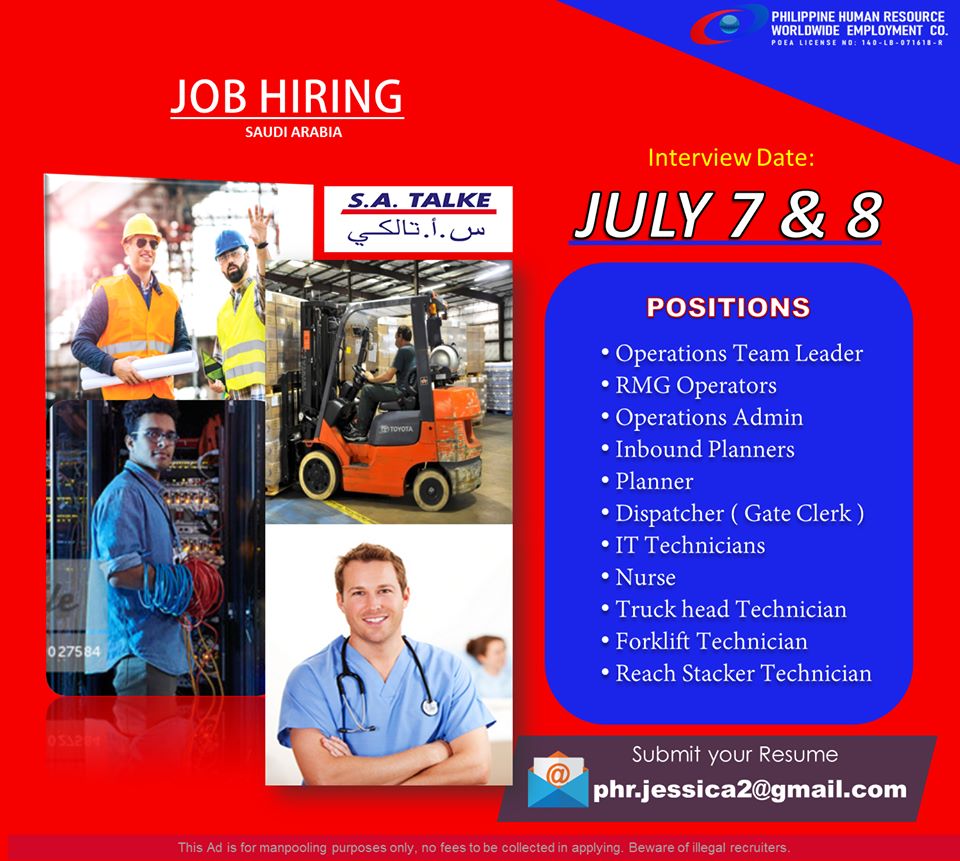 PHILIPPINE HUMAN RESOURCE
WORLDWIDE EMPLOYMENT CO.
POEA LICENSE NO: 140-LB-071618-R
JOB HIRING
SAUDI ARABIA
Interview Date:
JULY 7 & 8
S.A. TALKE
س.أ.تالكي
TOYOTA
027584
POSITIONS
• Operations Team Leader
• RMG Operators
• Operations Admin
• Inbound Planners
• Planner
• Dispatcher ( Gate Clerk )
• IT Technicians
• Nurse
• Truck head Technician
• Forklift Technician
• Reach Stacker Technician
Submit your Resume
@
phr.jessica2@gmail.com
This Ad is for manpooling purposes only, no fees to be collected in applying. Beware of illegal recruiters.